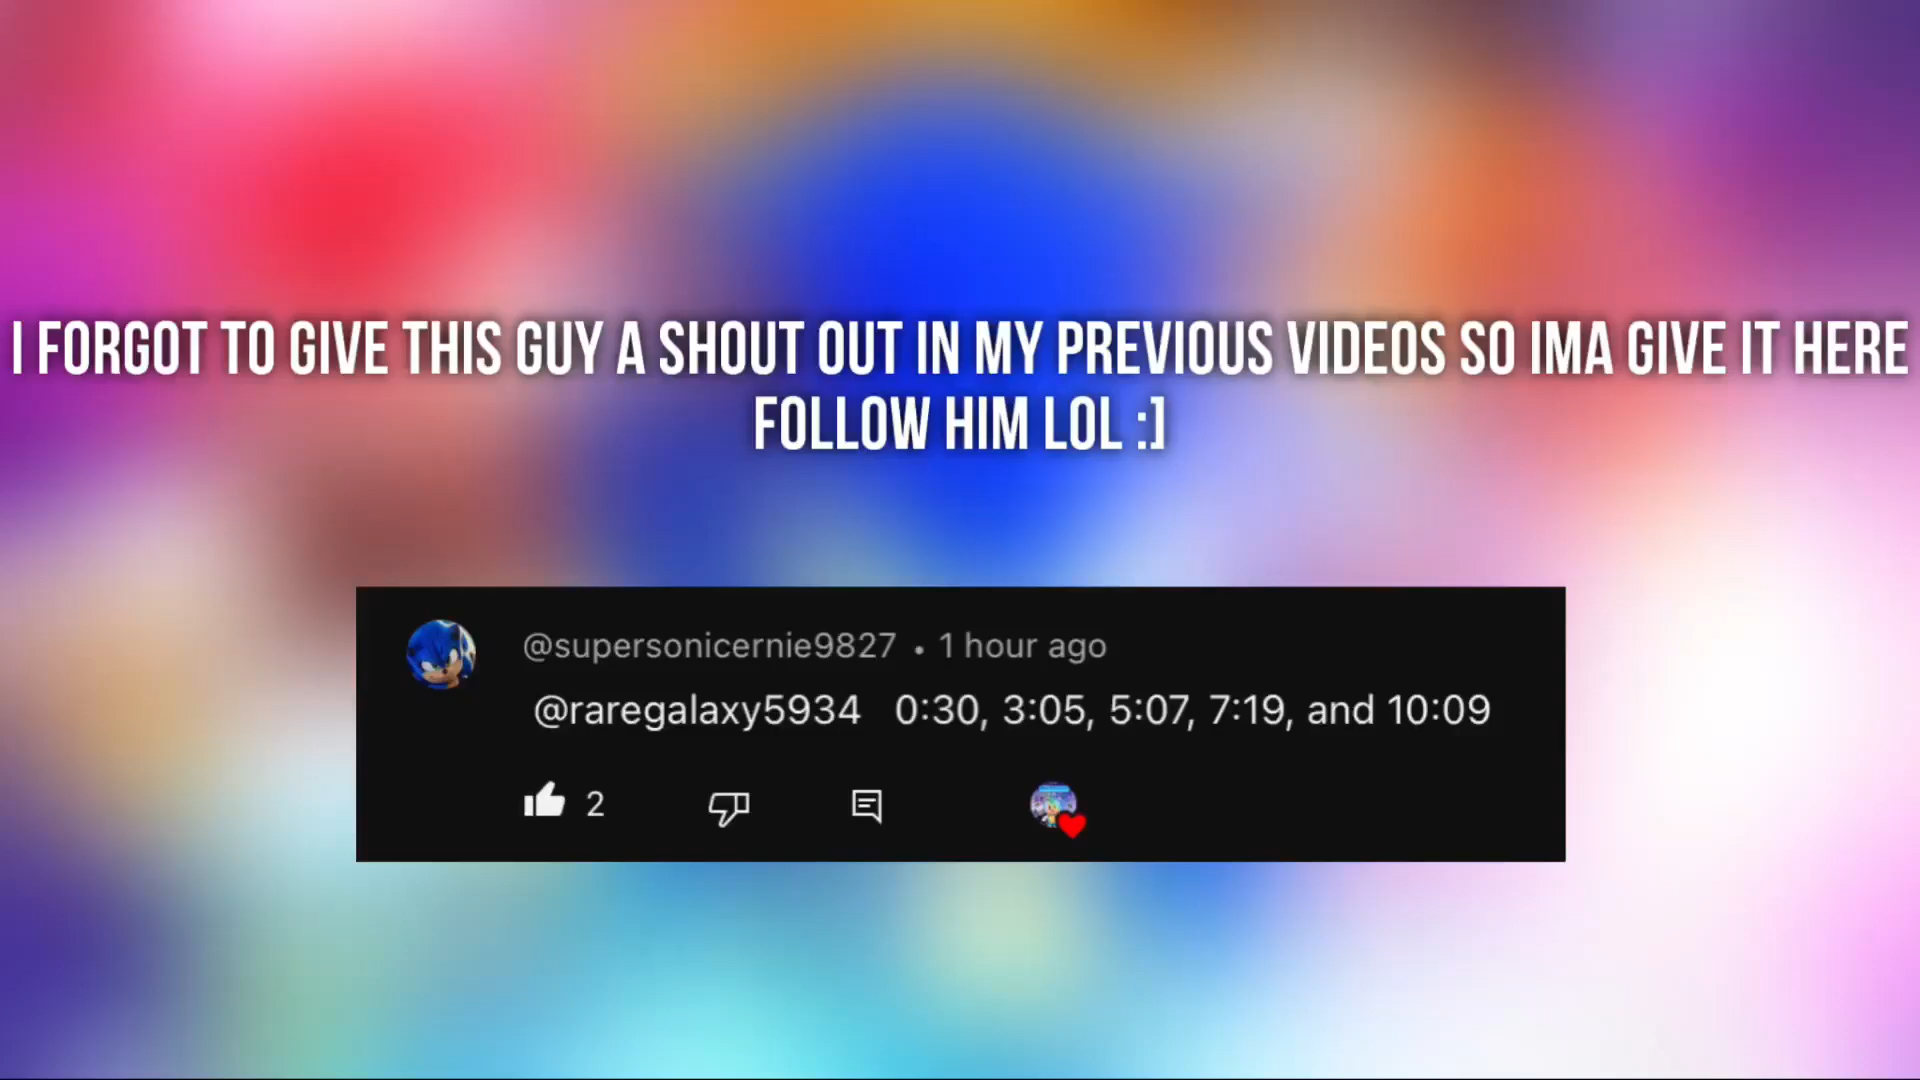 I FORGOT TO GIVE THIS GUY A SHOUT OUT IN MY PREVIOUS VIDEOS SO IMA GIVE IT HERE
FOLLOW HIM LOL :]
@supersonicernie9827 • 1 hour ago
@raregalaxy5934 0:30, 3:05, 5:07, 7:19, and 10:09
2